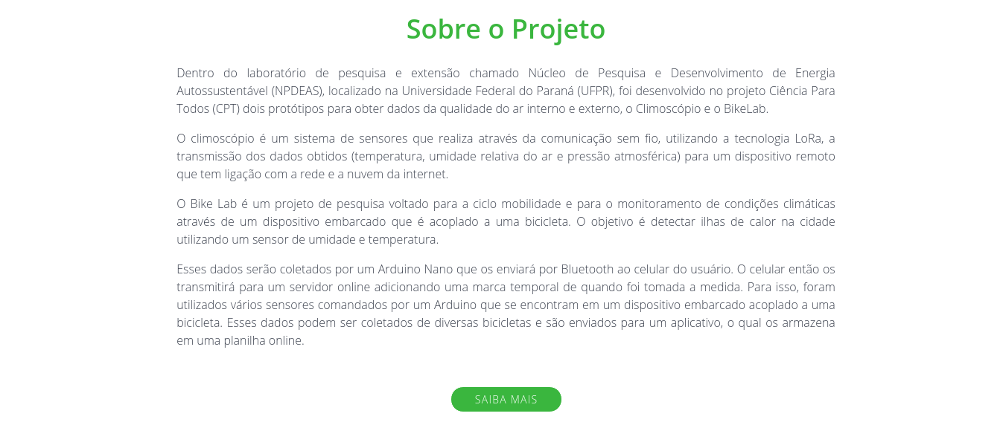 Sobre o Projeto
Dentro do laboratório de pesquisa e extensão chamado Núcleo de Pesquisa e Desenvolvimento de Energia
Autossustentável (NPDEAS), localizado na Universidade Federal do Paraná (UFPR), foi desenvolvido no projeto Ciência Para
Todos (CPT) dois protótipos para obter dados da qualidade do ar interno e externo, o Climoscópio e o BikeLab.
O climoscópio é um sistema de sensores que realiza através da comunicação sem fio, utilizando a tecnologia LoRa, a
transmissão dos dados obtidos (temperatura, umidade relativa do ar e pressão atmosférica) para um dispositivo remoto
que tem ligação com a rede e a nuvem da internet.
O Bike Lab é um projeto de pesquisa voltado para a ciclo mobilidade e para o monitoramento de condições climáticas
através de um dispositivo embarcado que é acoplado a uma bicicleta. O objetivo é detectar ilhas de calor na cidade
utilizando um sensor de umidade e temperatura.
Esses dados serão coletados por um Arduino Nano que os enviará por Bluetooth ao celular do usuário. O celular então os
transmitirá para um servidor online adicionando uma marca temporal de quando foi tomada a medida. Para isso, foram
utilizados vários sensores comandados por um Arduino que se encontram em um dispositivo embarcado acoplado a uma
bicicleta. Esses dados podem ser coletados de diversas bicicletas e são enviados para um aplicativo, o qual os armazena
em uma planilha online.
SAIBA MAIS